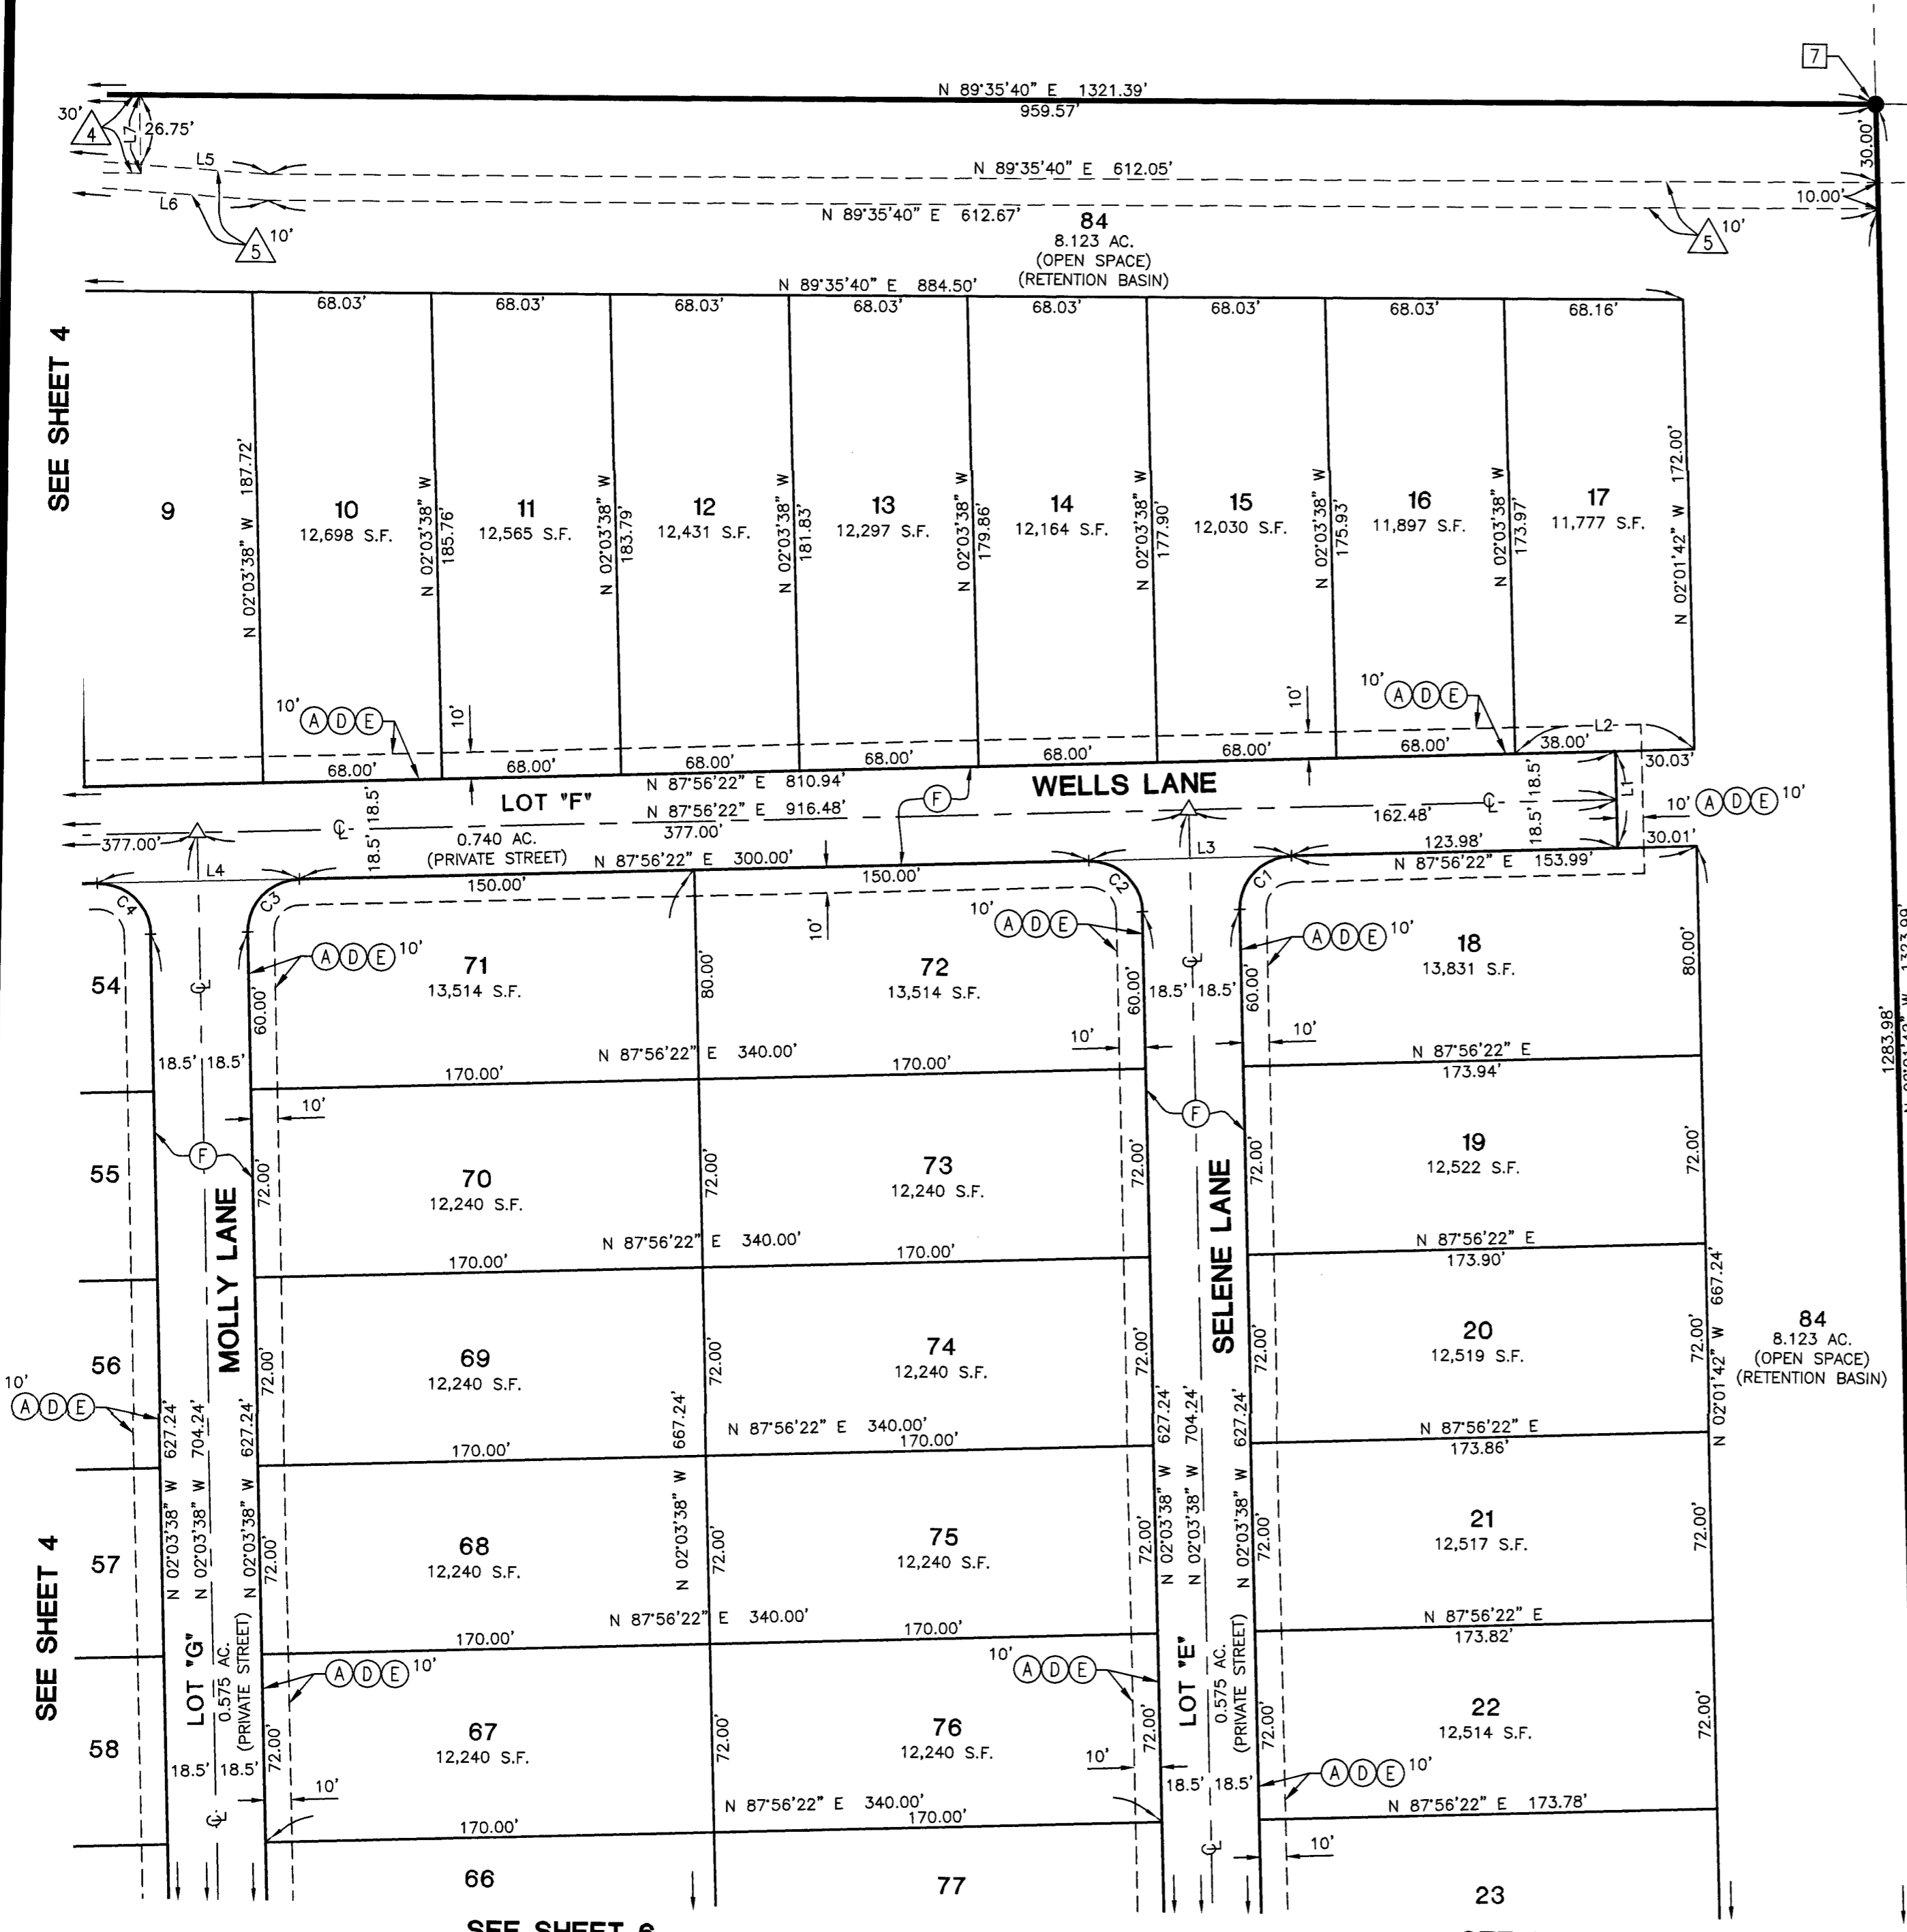 7
N 89°35'40" E 1321.39'
959.57'
30'
4
L7
26.75'
30.00'
L5
N 89°35'40" E 612.05'
L6
N 89°35'40" E 612.67'
10.00'
5 10'
5 10'
84
8.123 AC.
(OPEN SPACE)
(RETENTION BASIN)
N 89°35'40" E 884.50'
68.03'
68.03'
68.03'
68.03'
68.03'
68.03'
68.03'
68.16'
SEE SHEET 4
9
N 02°03'38" W 187.72'
10
12,698 S.F.
N 02°03'38" W
185.76'
11
12,565 S.F.
N 02°03'38" W
183.79'
12
12,431 S.F.
N 02°03'38" W
181.83'
13
12,297 S.F.
N 02°03'38" W
179.86'
14
12,164 S.F.
N 02°03'38" W
177.90'
15
12,030 S.F.
N 02°03'38" W
175.93'
16
11,897 S.F.
N 02°03'38" W
173.97'
17
11,777 S.F.
N 02°01'42" W 172.00'
10' A D E
10'
10'
10' A D E
L2
68.00'
68.00'
68.00'
68.00'
68.00'
68.00'
68.00'
38.00'
30.03'
N 87°56'22" E 810.94'
WELLS LANE
LOT "F"
N 87°56'22" E 916.48'
F
18.5' 18.5'
162.48'
18.5' 18.5'
L1
10' A D E 10'
377.00'
377.00'
0.740 AC.
(PRIVATE STREET)
N 87°56'22" E 300.00'
L4
L3
123.98'
30.01'
N 87°56'22" E 153.99'
150.00'
150.00'
C4
C3
C2
C1
10'
10' A D E
A D E 10'
A D E 10'
54
71
13,514 S.F.
80.00'
72
13,514 S.F.
18
13,831 S.F.
80.00'
60.00'
60.00'
18.5' 18.5'
60.00'
18.5' 18.5'
10'
10'
N 87°56'22" E 340.00'
170.00'
170.00'
N 87°56'22" E
173.94'
10'
F
F
1283.98'
55
70
12,240 S.F.
72.00'
72.00'
73
12,240 S.F.
72.00'
72.00'
19
12,522 S.F.
72.00'
MOLLY LANE
SELENE LANE
N 87°56'22" E 340.00'
170.00'
170.00'
N 87°56'22" E
173.90'
56
10'
A D E
69
12,240 S.F.
72.00'
72.00'
74
12,240 S.F.
72.00'
72.00'
20
12,519 S.F.
72.00'
N 02°01'42" W 667.24'
84
8.123 AC.
(OPEN SPACE)
(RETENTION BASIN)
N 87°56'22" E 340.00'
170.00'
170.00'
N 87°56'22" E
173.86'
N 02°03'38" W 627.24'
N 02°03'38" W 704.24'
N 02°03'38" W 627.24'
N 02°03'38" W 667.24'
N 02°03'38" W 627.24'
N 02°03'38" W 704.24'
N 02°03'38" W 627.24'
SEE SHEET 4
57
68
12,240 S.F.
72.00'
72.00'
75
12,240 S.F.
72.00'
72.00'
21
12,517 S.F.
72.00'
N 87°56'22" E 340.00'
170.00'
170.00'
N 87°56'22" E
173.82'
LOT "G"
0.575 AC.
(PRIVATE STREET)
A D E 10'
10' A D E
LOT "E"
0.575 AC.
(PRIVATE STREET)
58
67
12,240 S.F.
72.00'
72.00'
76
12,240 S.F.
72.00'
72.00'
22
12,514 S.F.
72.00'
18.5' 18.5'
10'
10'
18.5' 18.5'
A D E 10'
N 87°56'22" E 340.00'
170.00'
170.00'
N 87°56'22" E 173.78'
10'
66
77
23
SEE SHEET 6